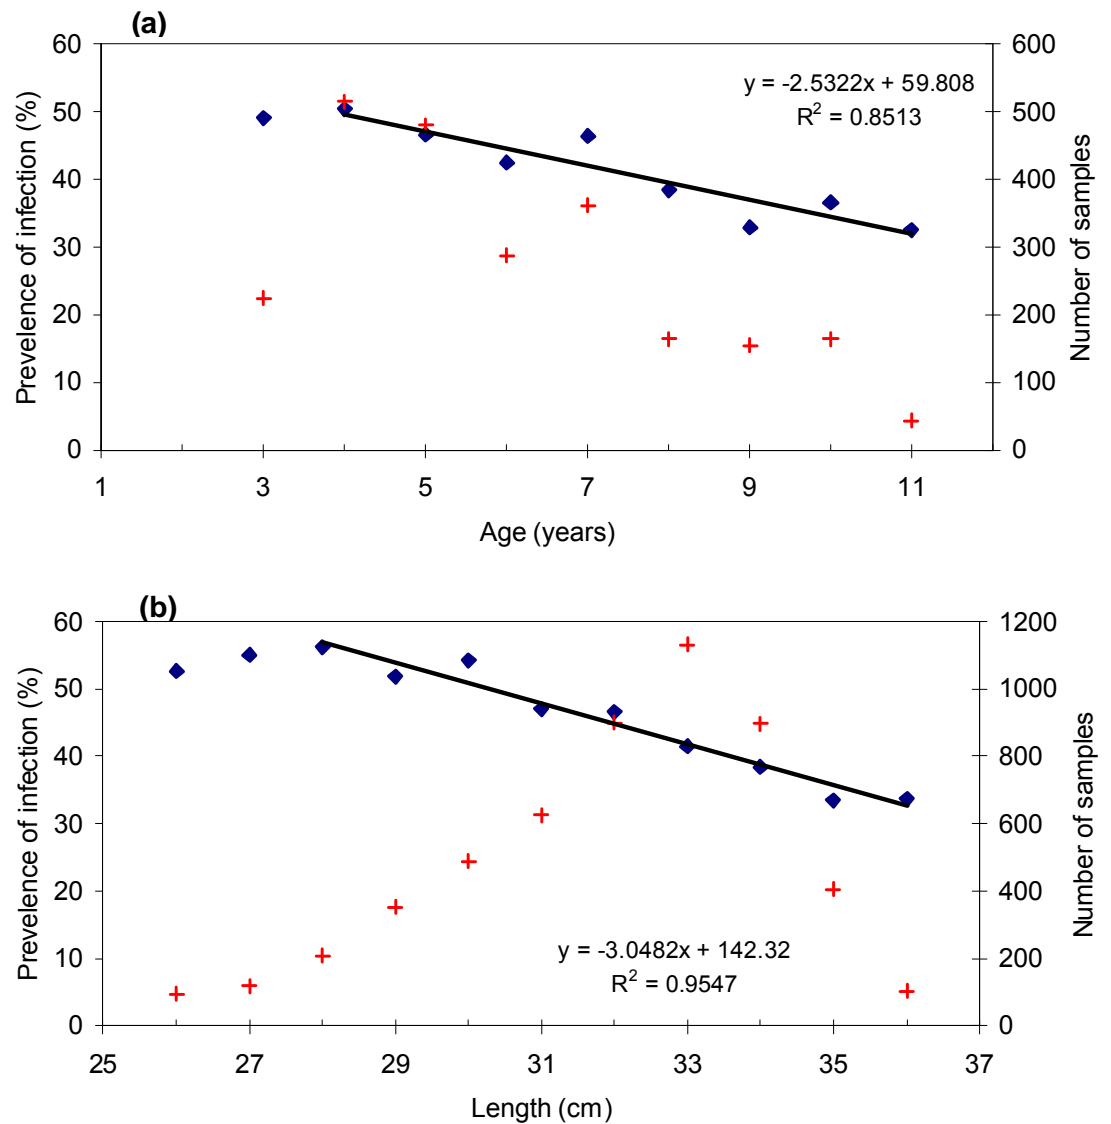 (a)
60 600
y = -2.5322x + 59.808
R² = 0.8513
50 500
40 400
30 300
20 200
10 100
0 0
Prevelence of infection (%)
Number of samples
1 3 5 7 9 11
Age (years)
(b)
60 1200
50 1000
40 800
30 600
20 400
y = -3.0482x + 142.32
R² = 0.9547
10 200
0 0
Prevelence of infection (%)
Number of samples
25 27 29 31 33 35 37
Length (cm)